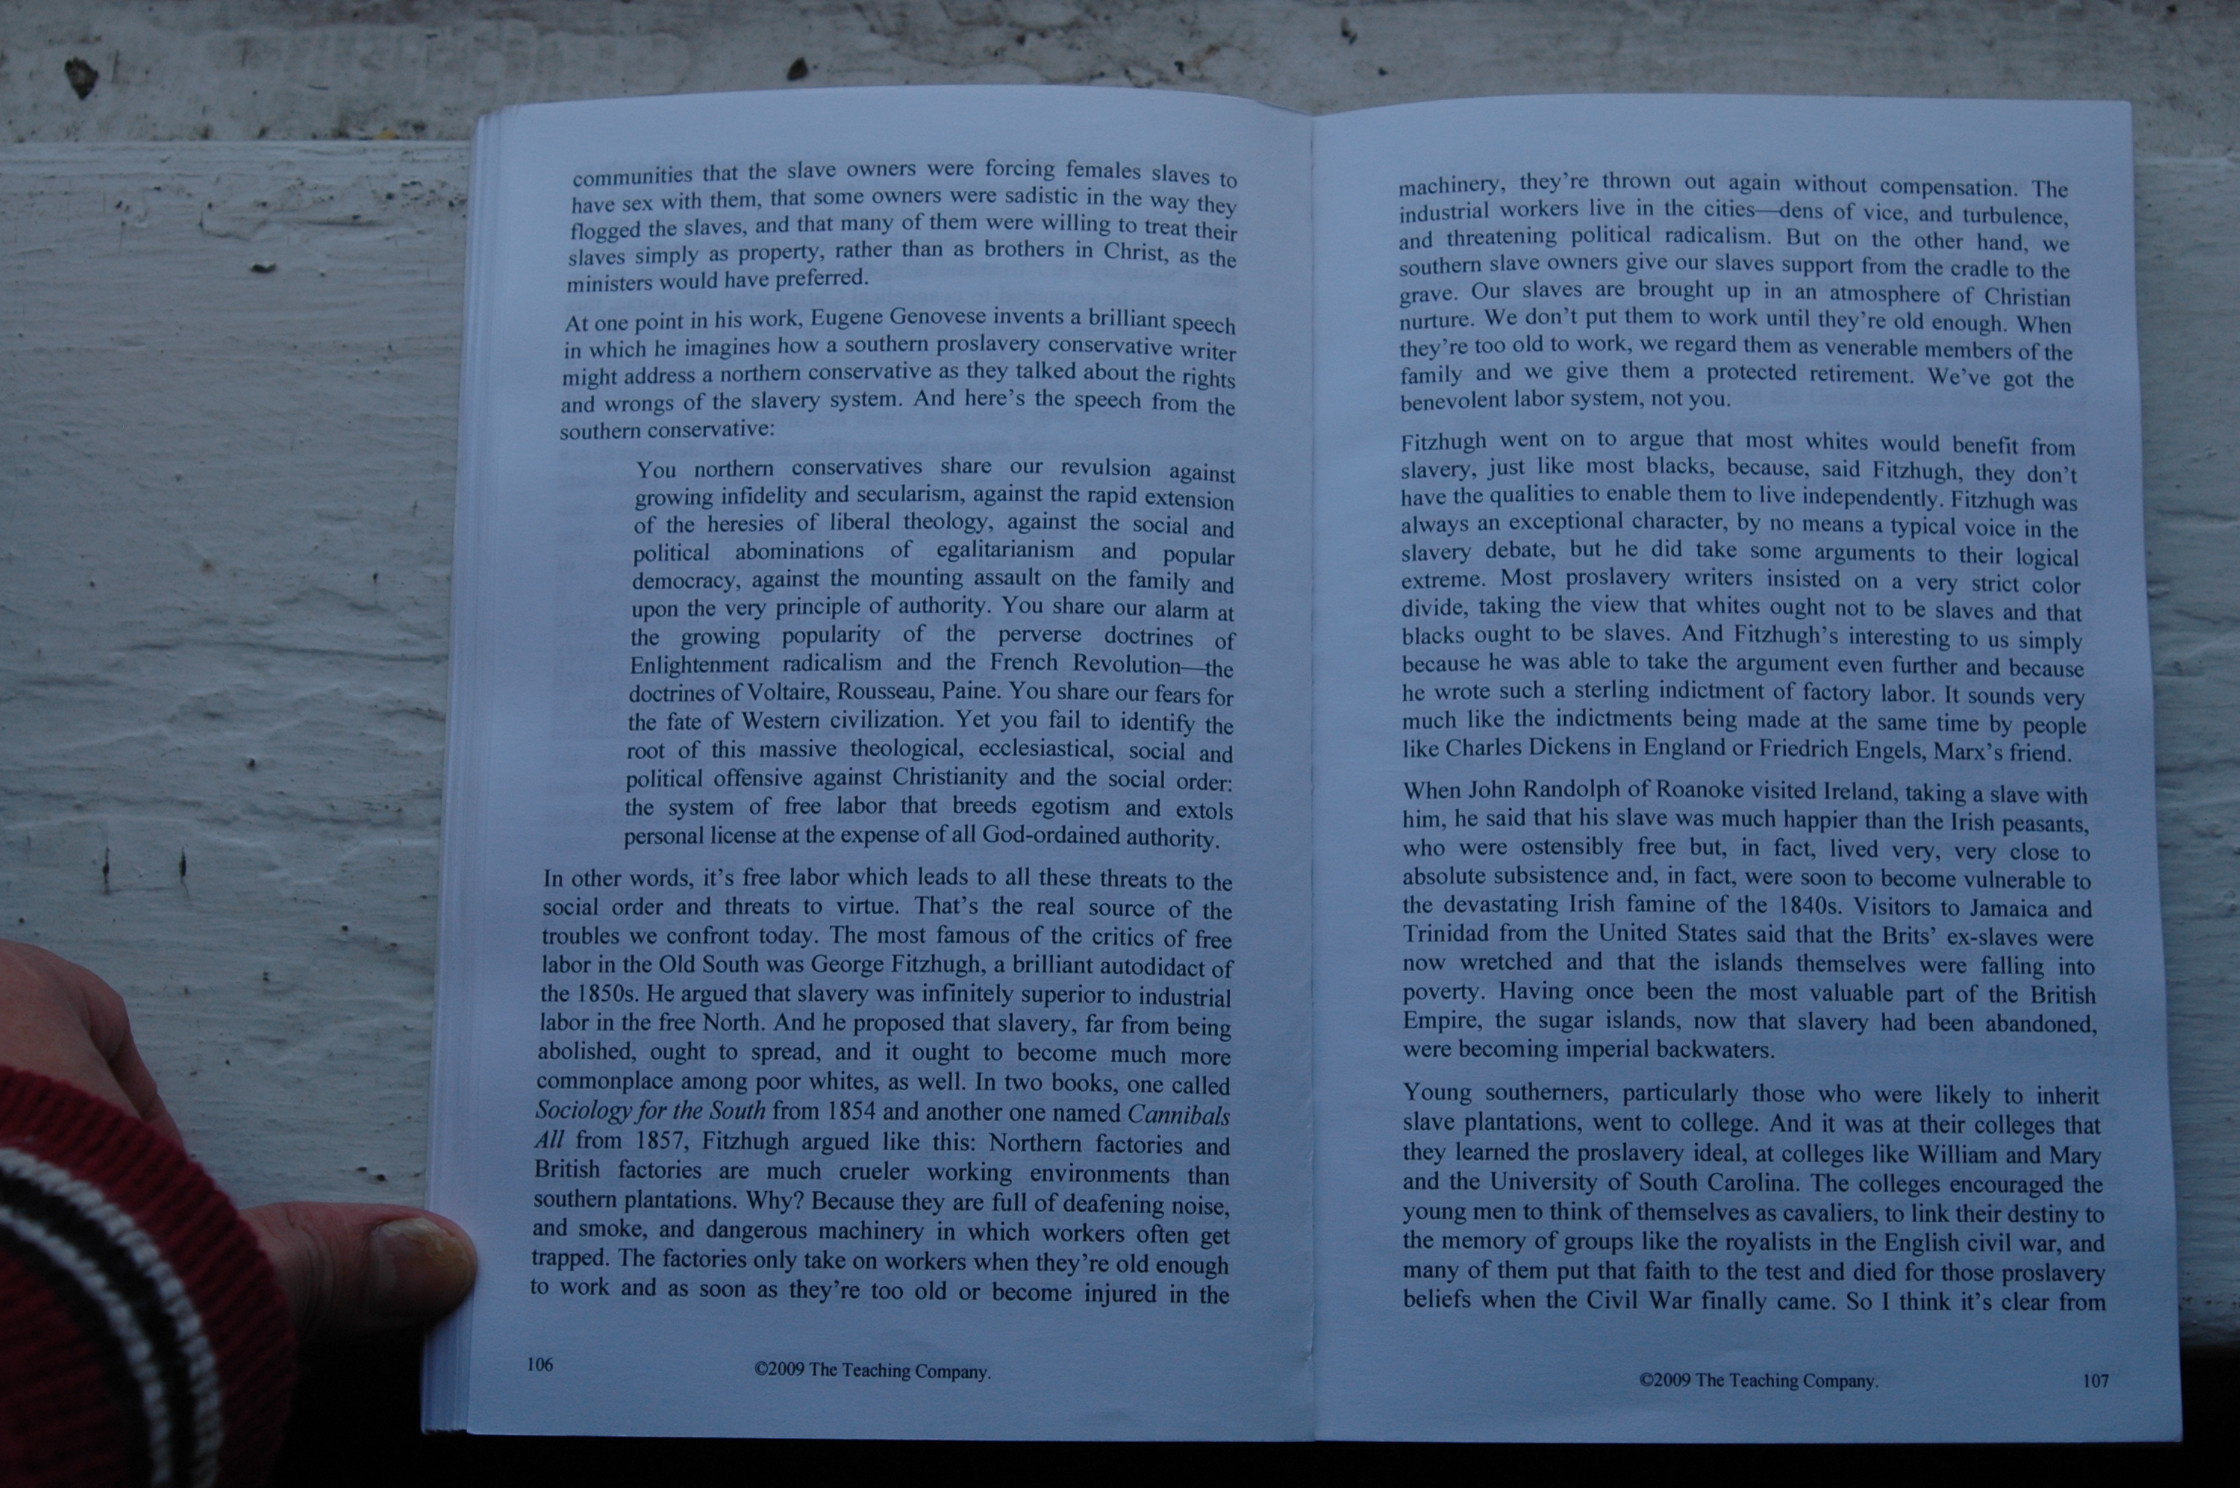 communities that the slave owners were forcing females slaves to
have sex with them, that some owners were sadistic in the way they
flogged the slaves, and that many of them were willing to treat their
slaves simply as property, rather than as brothers in Christ, as the
ministers would have preferred.
At one point in his work, Eugene Genovese invents a brilliant speech
in which he imagines how a southern proslavery conservative writer
might address a northern conservative as they talked about the rights
and wrongs of the slavery system. And here's the speech from the
southern conservative:
You northern conservatives share our revulsion against
growing infidelity and secularism, against the rapid extension
of the heresies of liberal theology, against the social and
political abominations of egalitarianism and popular
democracy, against the mounting assault on the family and
upon the very principle of authority. You share our alarm at
the growing popularity of the perverse doctrines of
Enlightenment radicalism and the French Revolution—the
doctrines of Voltaire, Rousseau, Paine. You share our fears for
the fate of Western civilization. Yet you fail to identify the
root of this massive theological, ecclesiastical, social and
political offensive against Christianity and the social order:
the system of free labor that breeds egotism and extols
personal license at the expense of all God-ordained authority.
In other words, it's free labor which leads to all these threats to the
social order and threats to virtue. That's the real source of the
troubles we confront today. The most famous of the critics of free
labor in the Old South was George Fitzhugh, a brilliant autodidact of
the 1850s. He argued that slavery was infinitely superior to industrial
labor in the free North. And he proposed that slavery, far from being
abolished, ought to spread, and it ought to become much more
commonplace among poor whites, as well. In two books, one called
Sociology for the South from 1854 and another one named Cannibals
All from 1857, Fitzhugh argued like this: Northern factories and
British factories are much crueler working environments than
southern plantations. Why? Because they are full of deafening noise,
and smoke, and dangerous machinery in which workers often get
trapped. The factories only take on workers when they're old enough
to work and as soon as they're too old or become injured in the
106
©2009 The Teaching Company.
machinery, they're thrown out again without compensation. The
industrial workers live in the cities—dens of vice, and turbulence,
and threatening political radicalism. But on the other hand, we
southern slave owners give our slaves support from the cradle to the
grave. Our slaves are brought up in an atmosphere of Christian
nurture. We don't put them to work until they're old enough. When
they're too old to work, we regard them as venerable members of the
family and we give them a protected retirement. We've got the
benevolent labor system, not you.
Fitzhugh went on to argue that most whites would benefit from
slavery, just like most blacks, because, said Fitzhugh, they don't
have the qualities to enable them to live independently. Fitzhugh was
always an exceptional character, by no means a typical voice in the
slavery debate, but he did take some arguments to their logical
extreme. Most proslavery writers insisted on a very strict color
divide, taking the view that whites ought not to be slaves and that
blacks ought to be slaves. And Fitzhugh's interesting to us simply
because he was able to take the argument even further and because
he wrote such a sterling indictment of factory labor. It sounds very
much like the indictments being made at the same time by people
like Charles Dickens in England or Friedrich Engels, Marx's friend.
When John Randolph of Roanoke visited Ireland, taking a slave with
him, he said that his slave was much happier than the Irish peasants,
who were ostensibly free but, in fact, lived very, very close to
absolute subsistence and, in fact, were soon to become vulnerable to
the devastating Irish famine of the 1840s. Visitors to Jamaica and
Trinidad from the United States said that the Brits' ex-slaves were
now wretched and that the islands themselves were falling into
poverty. Having once been the most valuable part of the British
Empire, the sugar islands, now that slavery had been abandoned,
were becoming imperial backwaters.
Young southerners, particularly those who were likely to inherit
slave plantations, went to college. And it was at their colleges that
they learned the proslavery ideal, at colleges like William and Mary
and the University of South Carolina. The colleges encouraged the
young men to think of themselves as cavaliers, to link their destiny to
the memory of groups like the royalists in the English civil war, and
many of them put that faith to the test and died for those proslavery
beliefs when the Civil War finally came. So I think it's clear from
©2009 The Teaching Company.
107